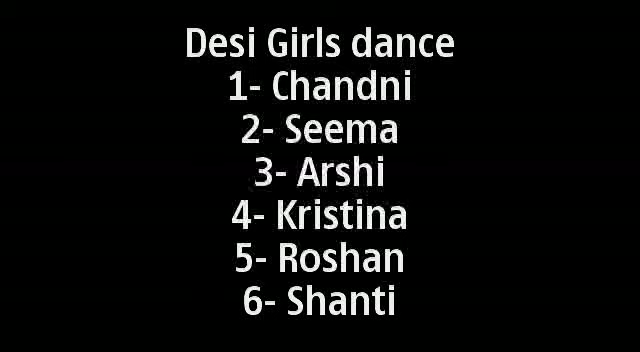 Desi Girls dance
1- Chandni
2- Seema
3- Arshi
4- Kristina
5- Roshan
6- Shanti